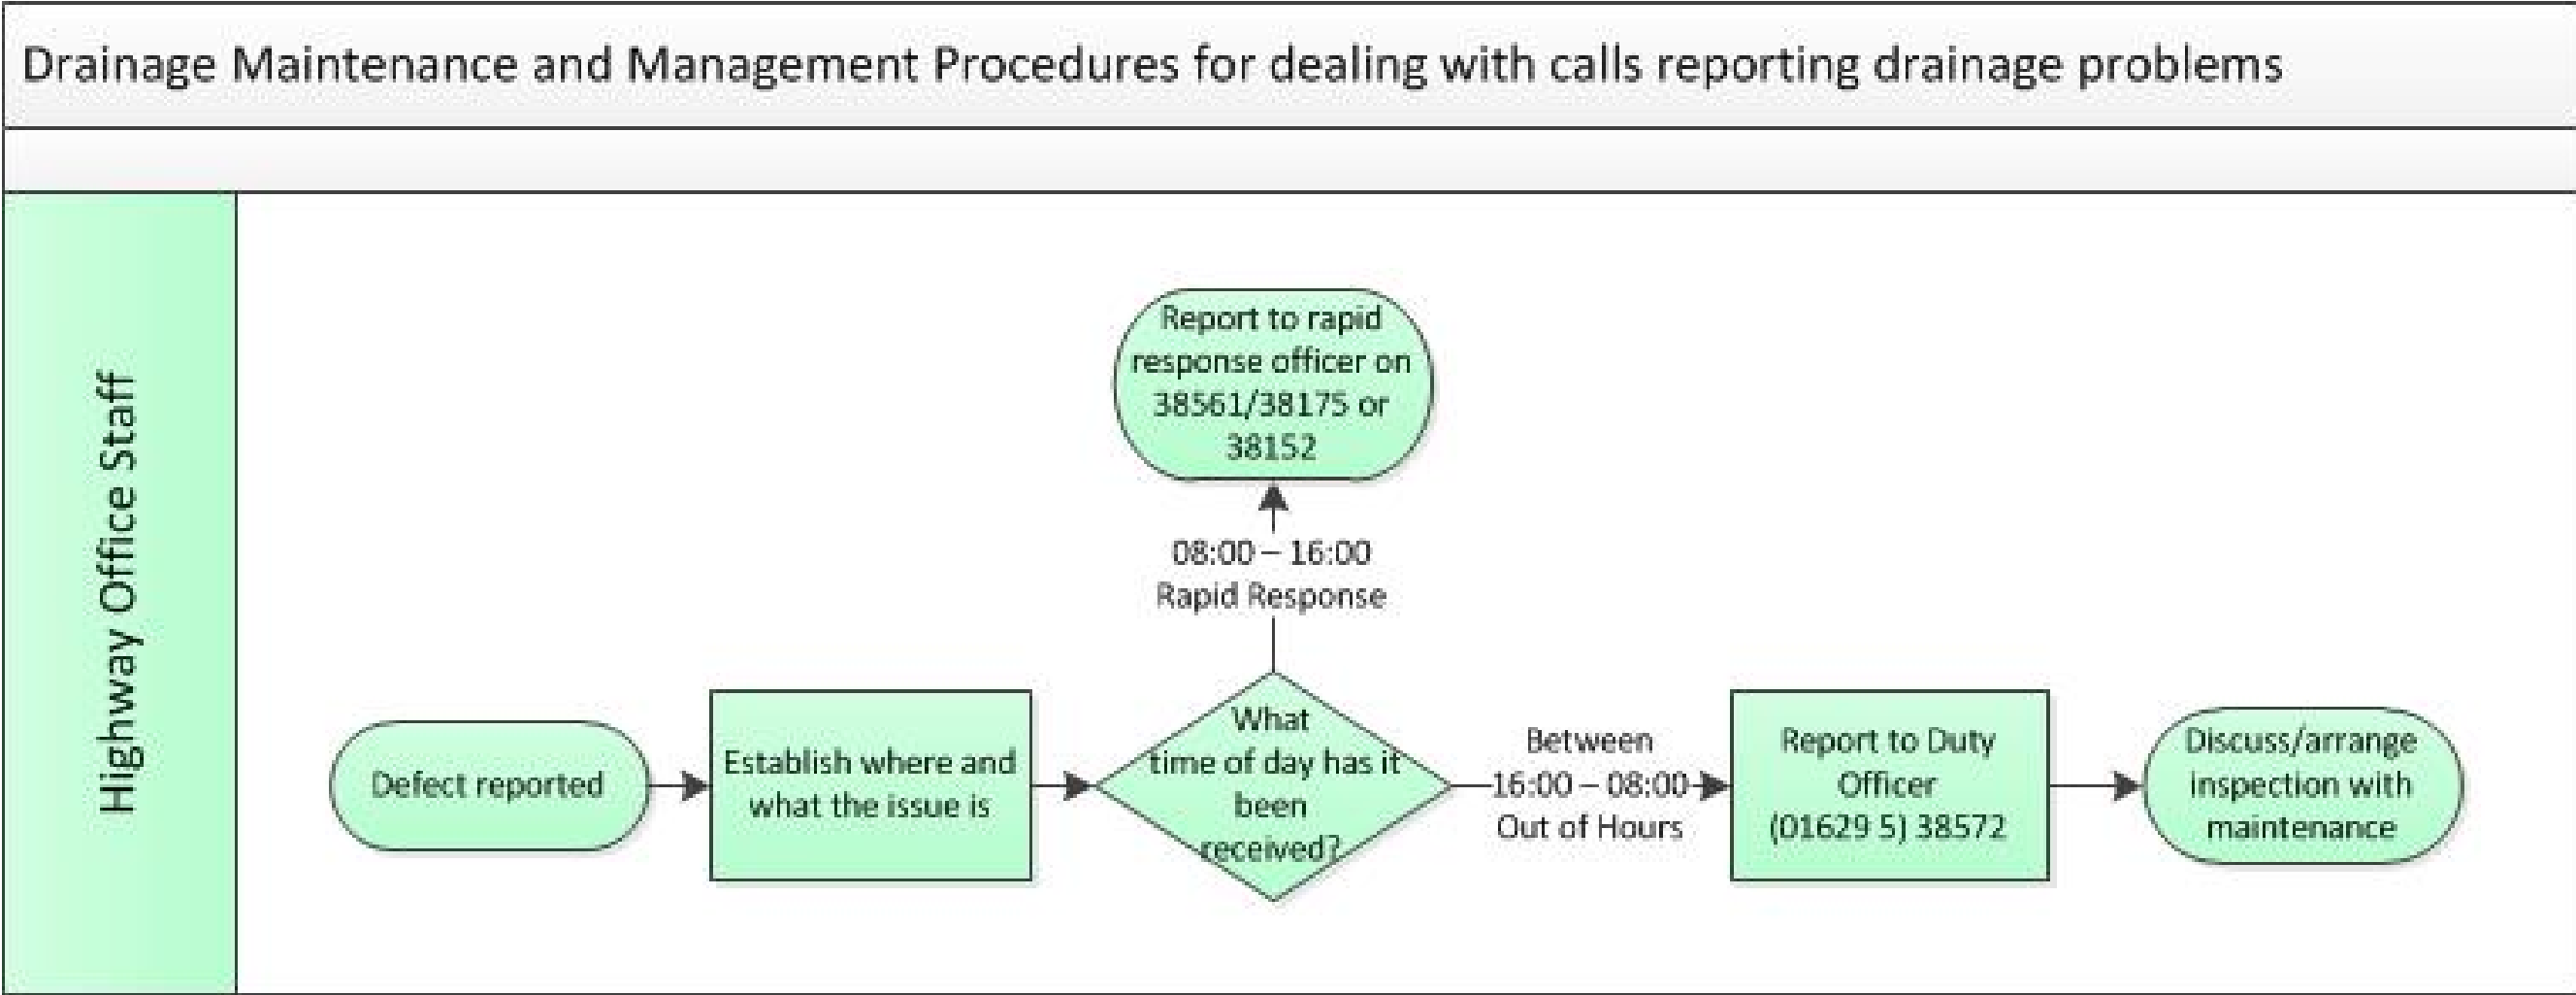 Drainage Maintenance and Management Procedures for dealing with calls reporting drainage problems
Highway Office Staff
Report to rapid
response officer on
38561/38175 or
38152
08:00 – 16:00
Rapid Response
Defect reported
Establish where and
what the issue is
What
time of day has it
been
received?
Between
16:00 – 08:00
Out of Hours
Report to Duty
Officer
(01629 5) 38572
Discuss/arrange
inspection with
maintenance